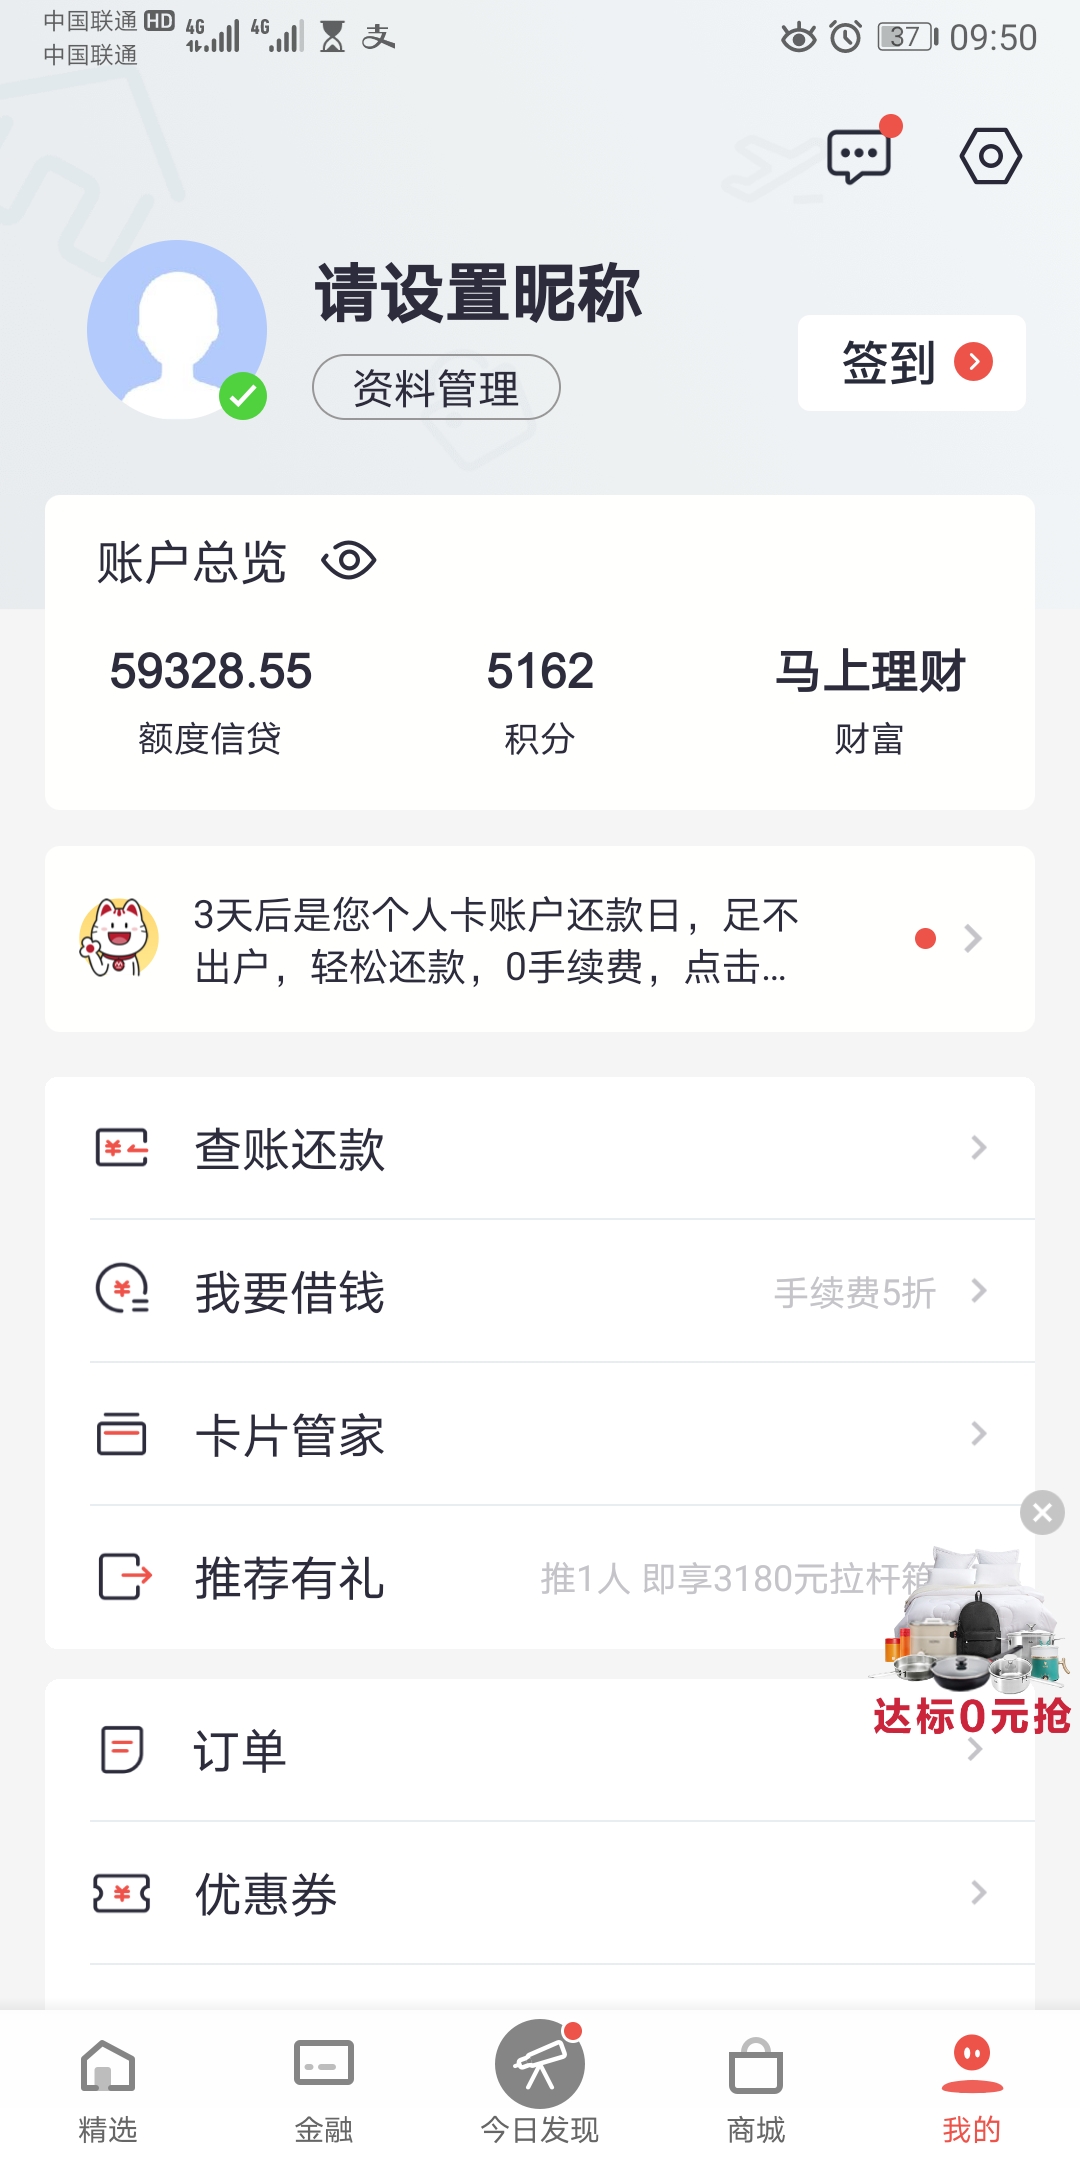 中国联通 HD 4G 4G 37 09:50
中国联通
请设置昵称
资料管理
签到
账户总览
59328.55 5162 马上理财
额度信贷 积分 财富
3天后是您个人卡账户还款日，足不
出户，轻松还款，0手续费，点击...
查账还款
我要借钱 手续费5折
卡片管家
推荐有礼 推1人 即享3180元拉杆箱
达标0元抢
订单
优惠券
精选 金融 今日发现 商城 我的